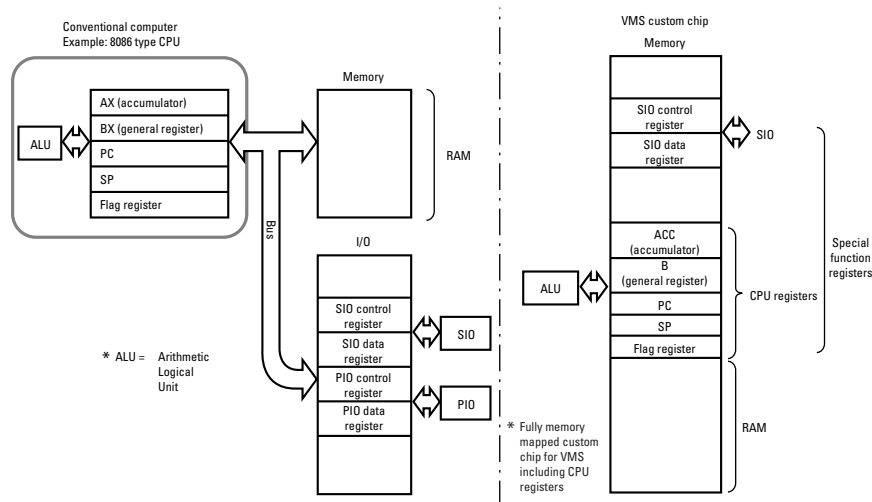 Conventional computer
Example: 8086 type CPU
AX (accumulator)
BX (general register)
PC
SP
Flag register
ALU
Memory
RAM
Bus
I/O
SIO control
register
SIO data
register
PIO control
register
PIO data
register
SIO
PIO
* ALU = Arithmetic
Logical
Unit
VMS custom chip
Memory
SIO control
register
SIO data
register
SIO
ACC
(accumulator)
B
(general register)
PC
SP
Flag register
ALU
CPU registers
Special
function
registers
RAM
* Fully memory
mapped custom
chip for VMS
including CPU
registers